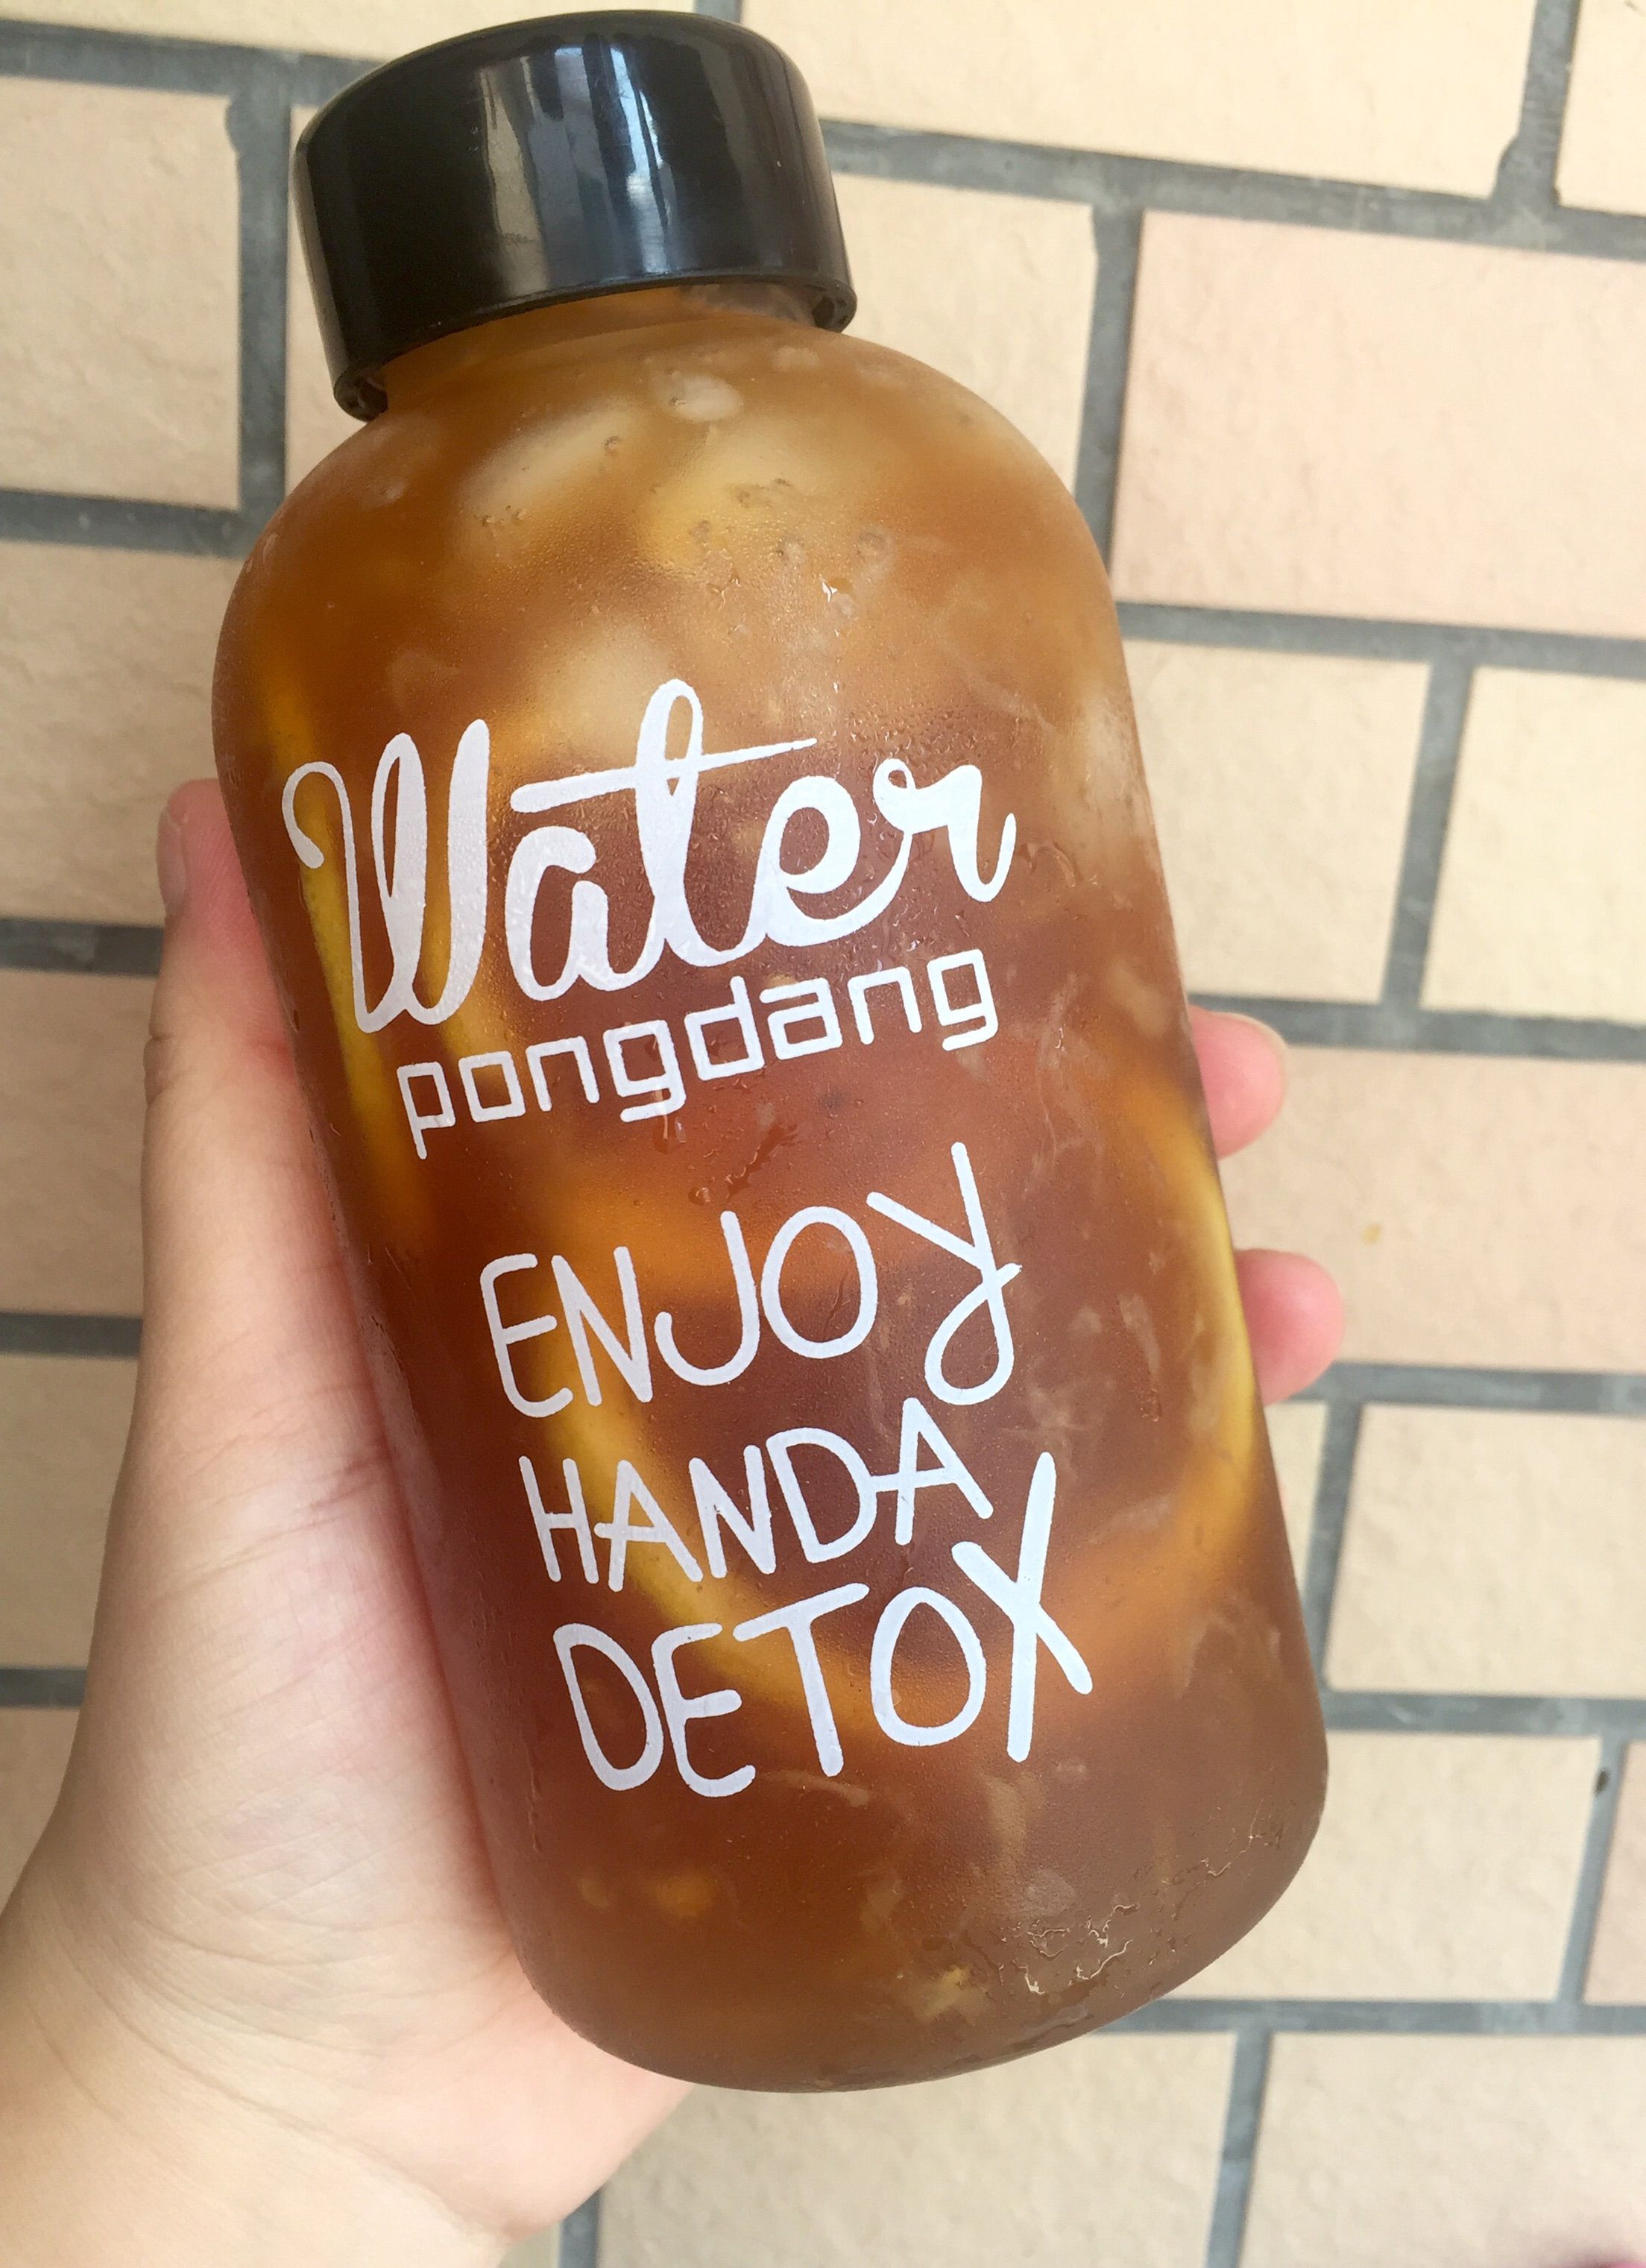 Water
pongdang
ENJOY
HANDA
DETOX